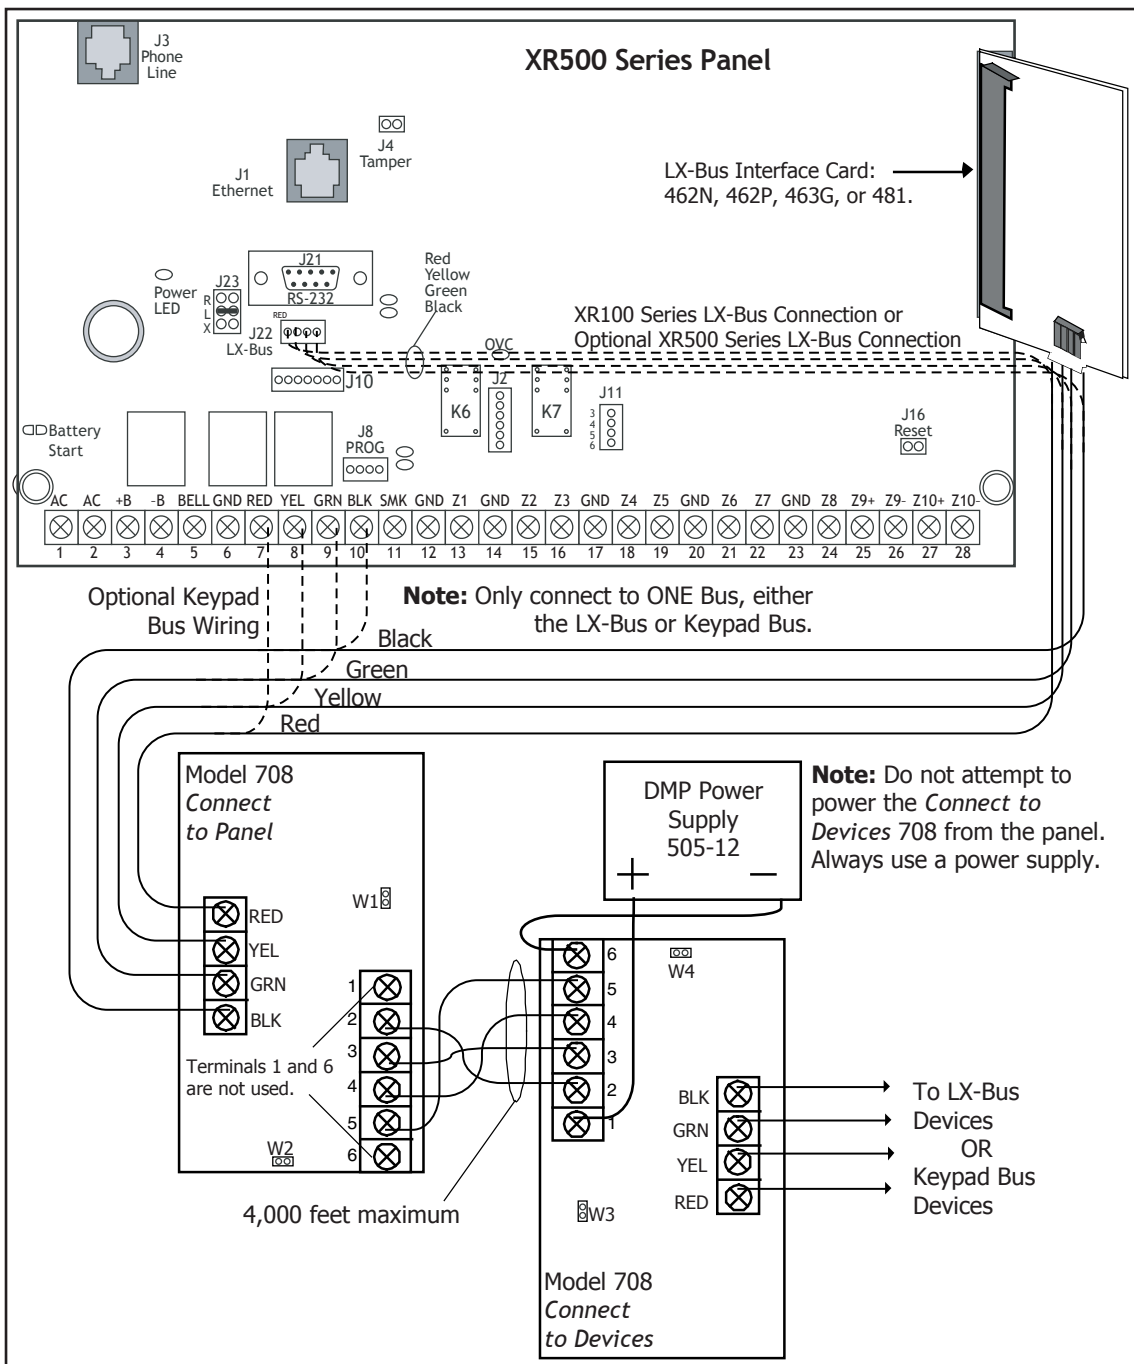 J3
Phone
Line
XR500 Series Panel
J4
Tamper
J1
Ethernet
LX-Bus Interface Card:
462N, 462P, 463G, or 481.
J21
RS-232
Red
Yellow
Green
Black
Power
LED
J23
R
L
X
RED
J22
LX-Bus
XR100 Series LX-Bus Connection or
Optional XR500 Series LX-Bus Connection
OVC
J10
K6
J2
K7
J11
3
4
5
6
J16
Reset
Battery
Start
J8
PROG
AC AC +B -B BELL GND RED YEL GRN BLK SMK GND Z1 GND Z2 Z3 GND Z4 Z5 GND Z6 Z7 GND Z8 Z9+ Z9- Z10+ Z10-
1 2 3 4 5 6 7 8 9 10 11 12 13 14 15 16 17 18 19 20 21 22 23 24 25 26 27 28
Optional Keypad
Bus Wiring
Note: Only connect to ONE Bus, either
the LX-Bus or Keypad Bus.
Black
Green
Yellow
Red
Model 708
Connect
to Panel
W1
RED
YEL
GRN
BLK
1
2
3
4
5
6
Terminals 1 and 6
are not used.
W2
4,000 feet maximum
DMP Power
Supply
505-12
+ −
Note: Do not attempt to
power the Connect to
Devices 708 from the panel.
Always use a power supply.
6
5
4
3
2
1
W4
W3
BLK
GRN
YEL
RED
To LX-Bus
Devices
OR
Keypad Bus
Devices
Model 708
Connect
to Devices